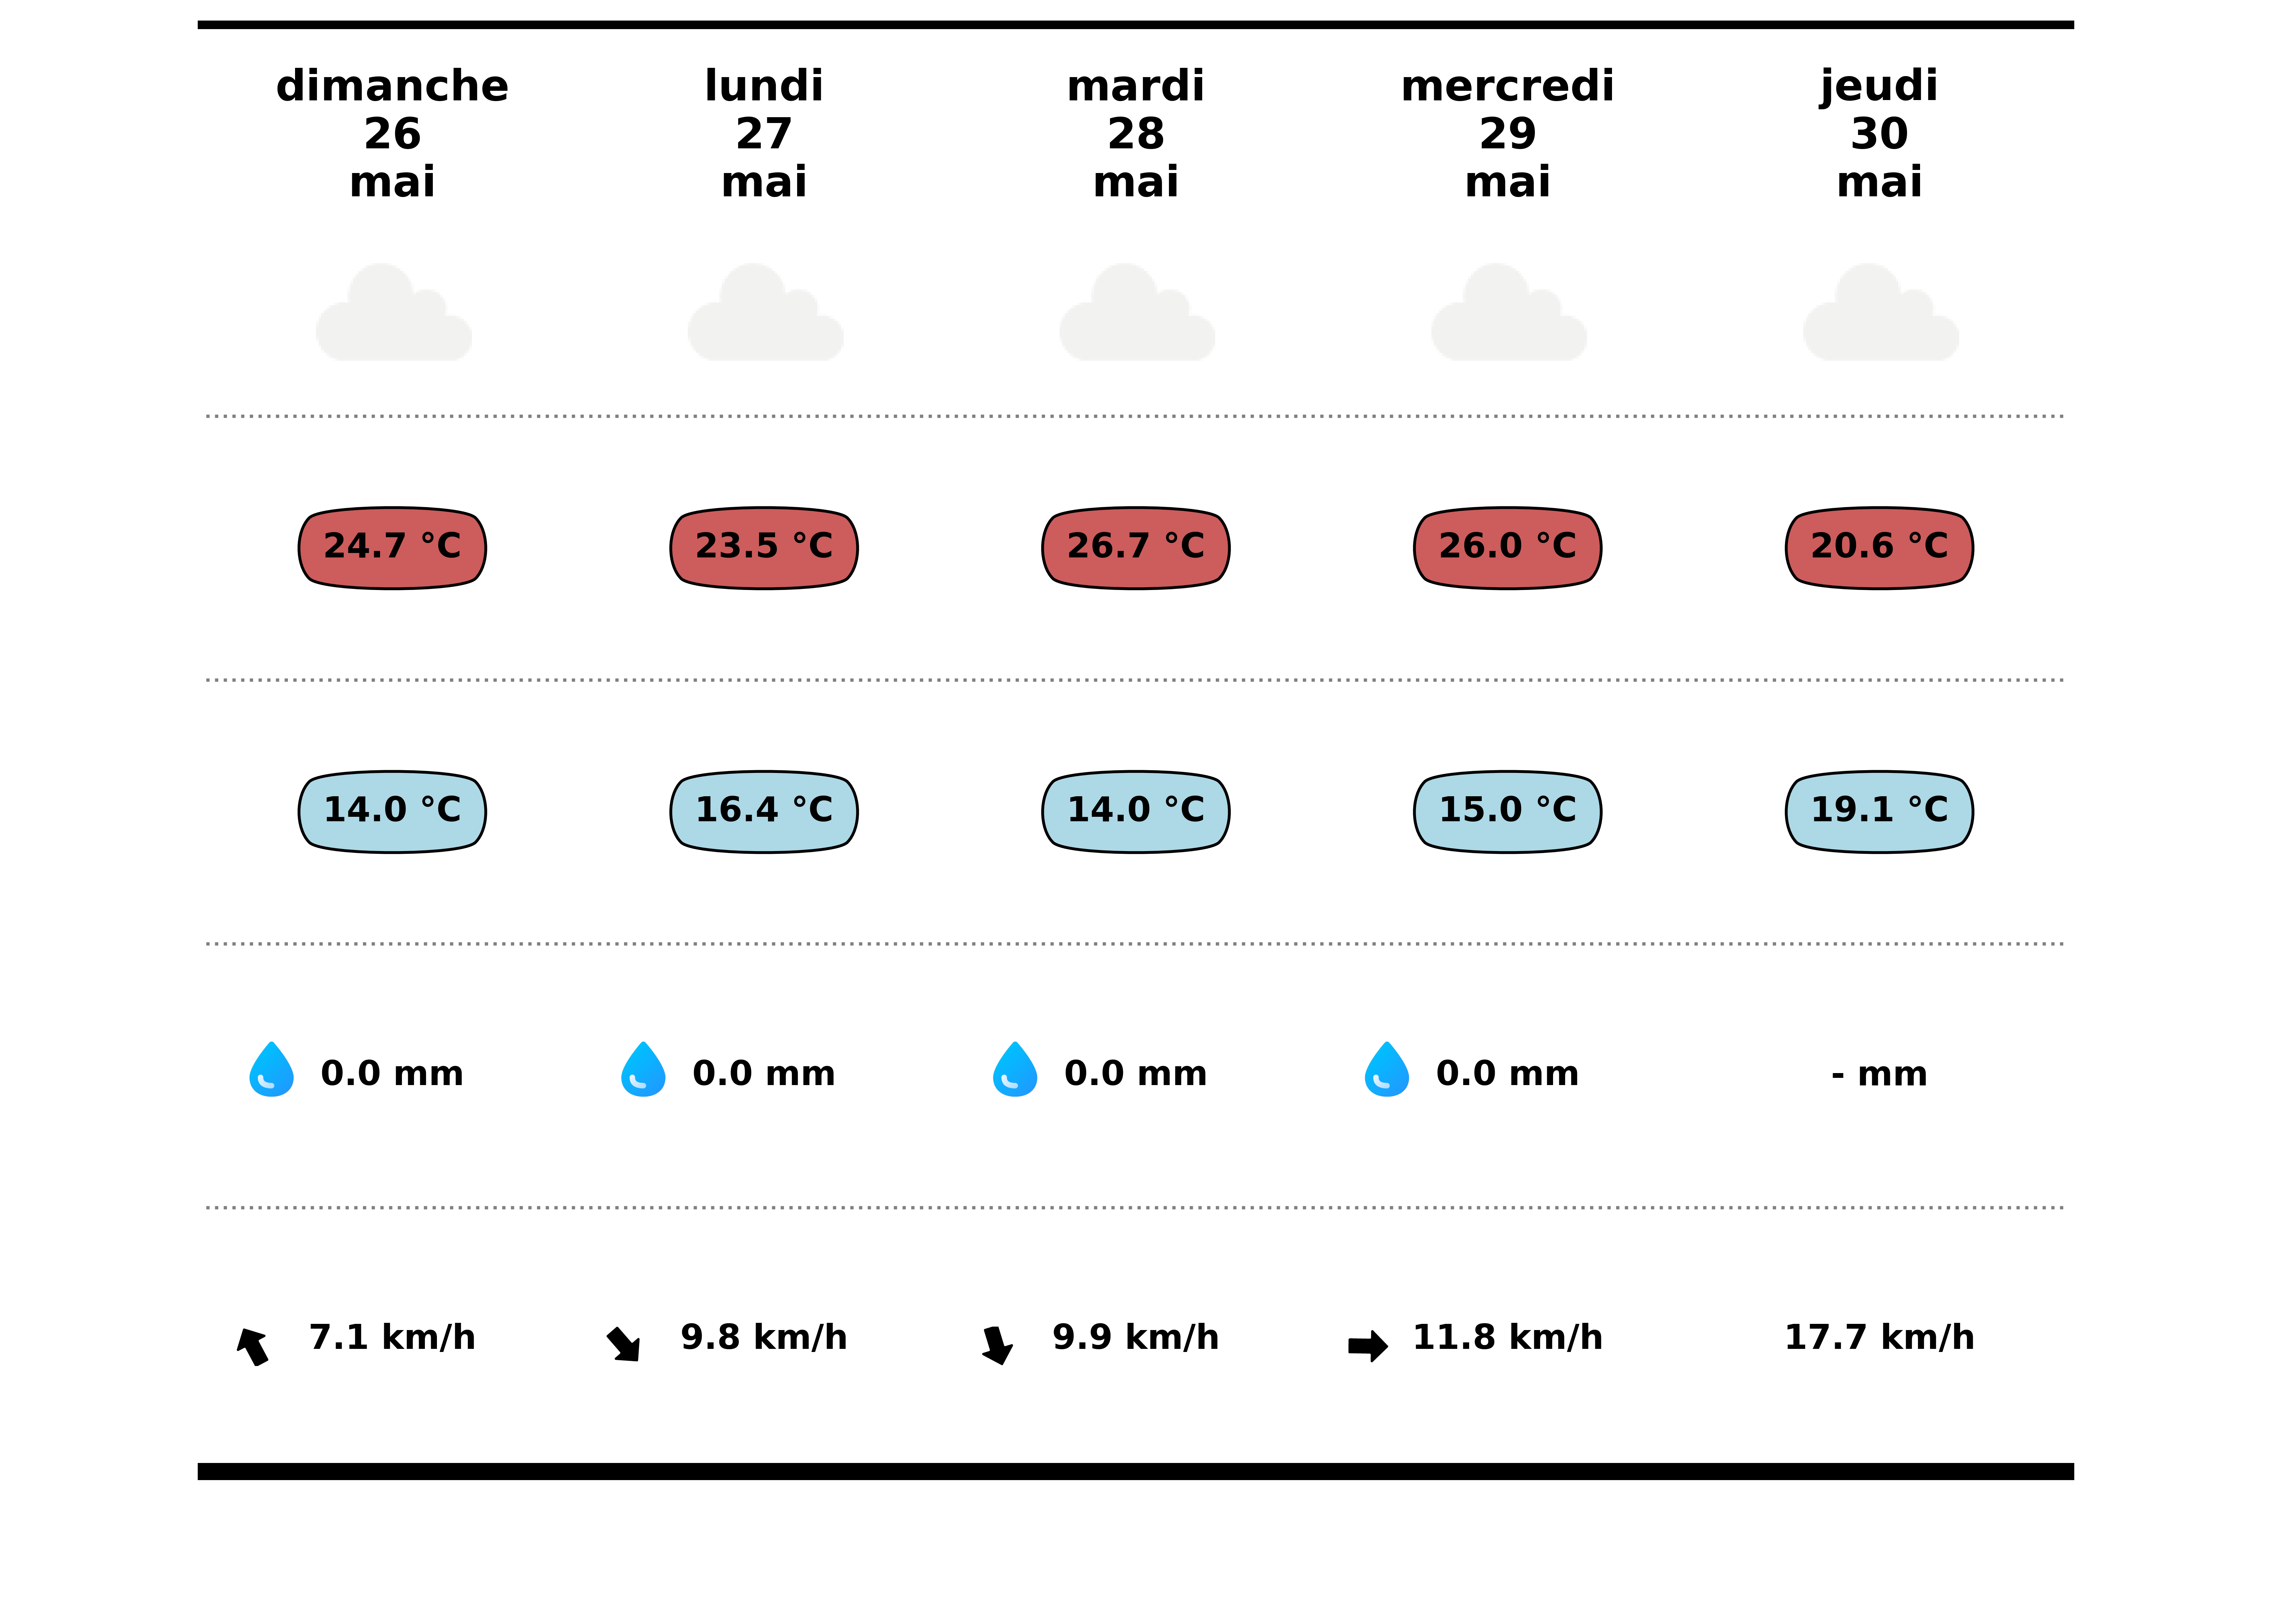 dimanche
26
mai
lundi
27
mai
mardi
28
mai
mercredi
29
mai
jeudi
30
mai
24.7 °C
23.5 °C
26.7 °C
26.0 °C
20.6 °C
14.0 °C
16.4 °C
14.0 °C
15.0 °C
19.1 °C
0.0 mm
0.0 mm
0.0 mm
0.0 mm
- mm
7.1 km/h
9.8 km/h
9.9 km/h
11.8 km/h
17.7 km/h